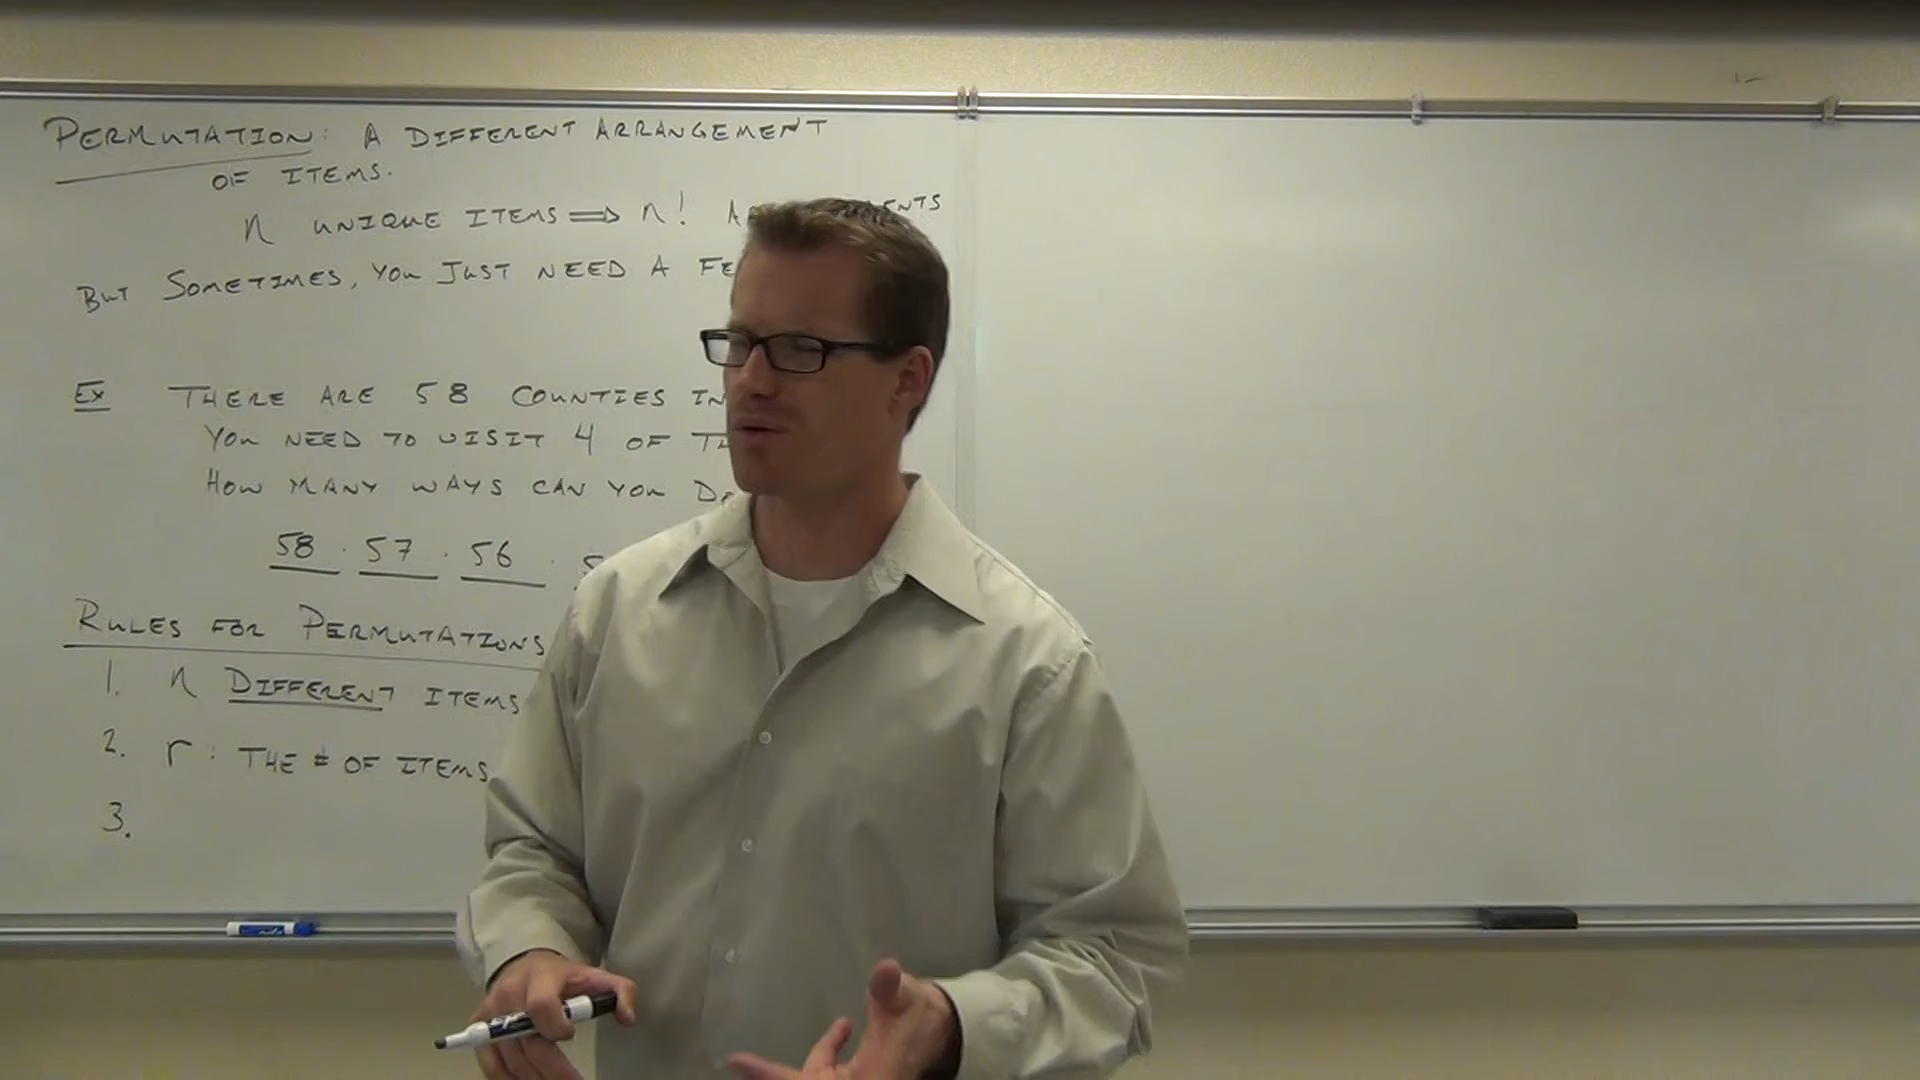 PERMUTATION: A DIFFERENT ARRANGEMENT
OF ITEMS.
n UNIQUE ITEMS ⇒ n!
BUT SOMETIMES, YOU JUST NEED A
EX THERE ARE 58 COUNTIES IN
YOU NEED TO VISIT 4 OF
HOW MANY WAYS CAN YOU
58 · 57 · 56 ·
RULES FOR PERMUTATIONS
1. n DIFFERENT ITEMS
2. r : THE # OF ITEMS
3.